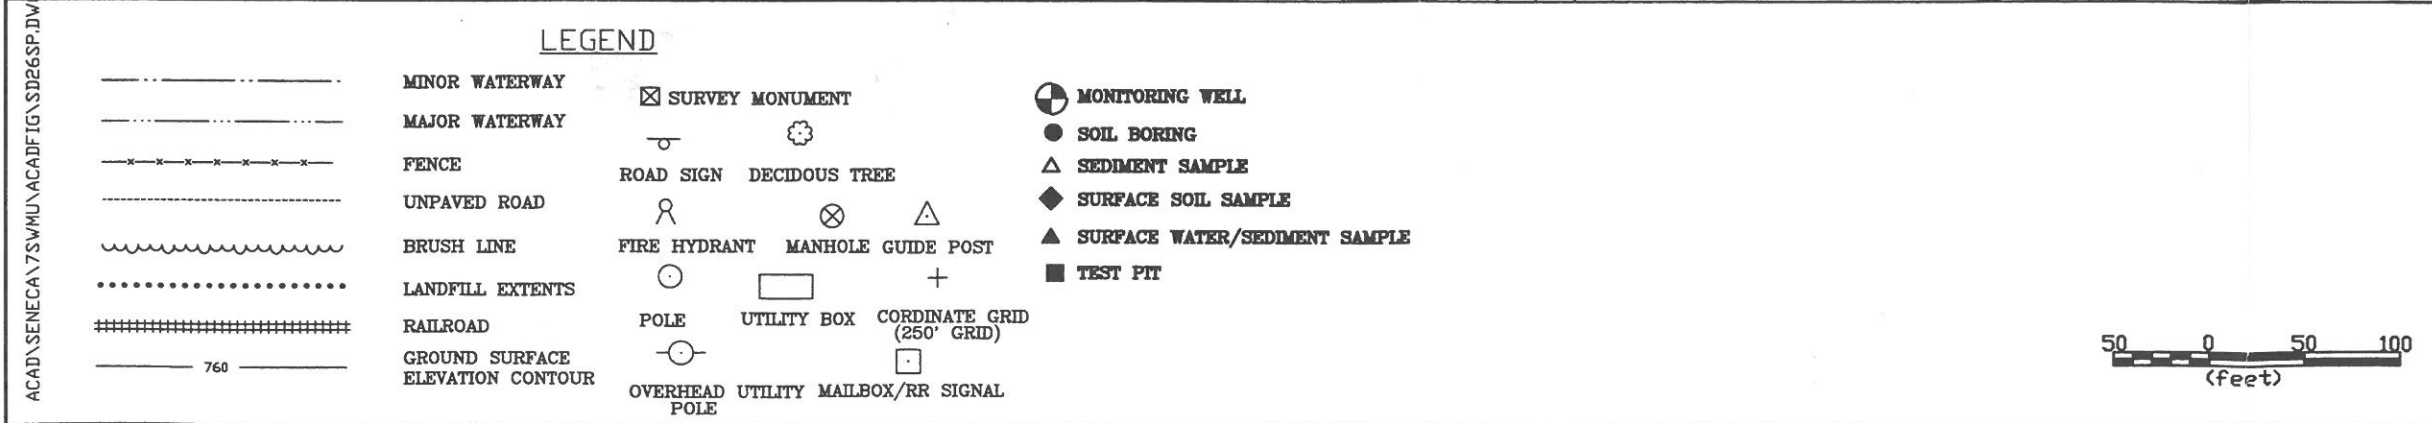 ACAD\SENECA\7SWMU\ACADFIG\SD26SP.DW
LEGEND
MINOR WATERWAY
MAJOR WATERWAY
FENCE
UNPAVED ROAD
BRUSH LINE
LANDFILL EXTENTS
RAILROAD
760
GROUND SURFACE
ELEVATION CONTOUR
SURVEY MONUMENT
ROAD SIGN
DECIDOUS TREE
FIRE HYDRANT
MANHOLE
GUIDE POST
POLE
UTILITY BOX
CORDINATE GRID
(250' GRID)
OVERHEAD UTILITY
POLE
MAILBOX/RR SIGNAL
MONITORING WELL
SOIL BORING
SEDIMENT SAMPLE
SURFACE SOIL SAMPLE
SURFACE WATER/SEDIMENT SAMPLE
TEST PIT
50 0 50 100
(feet)